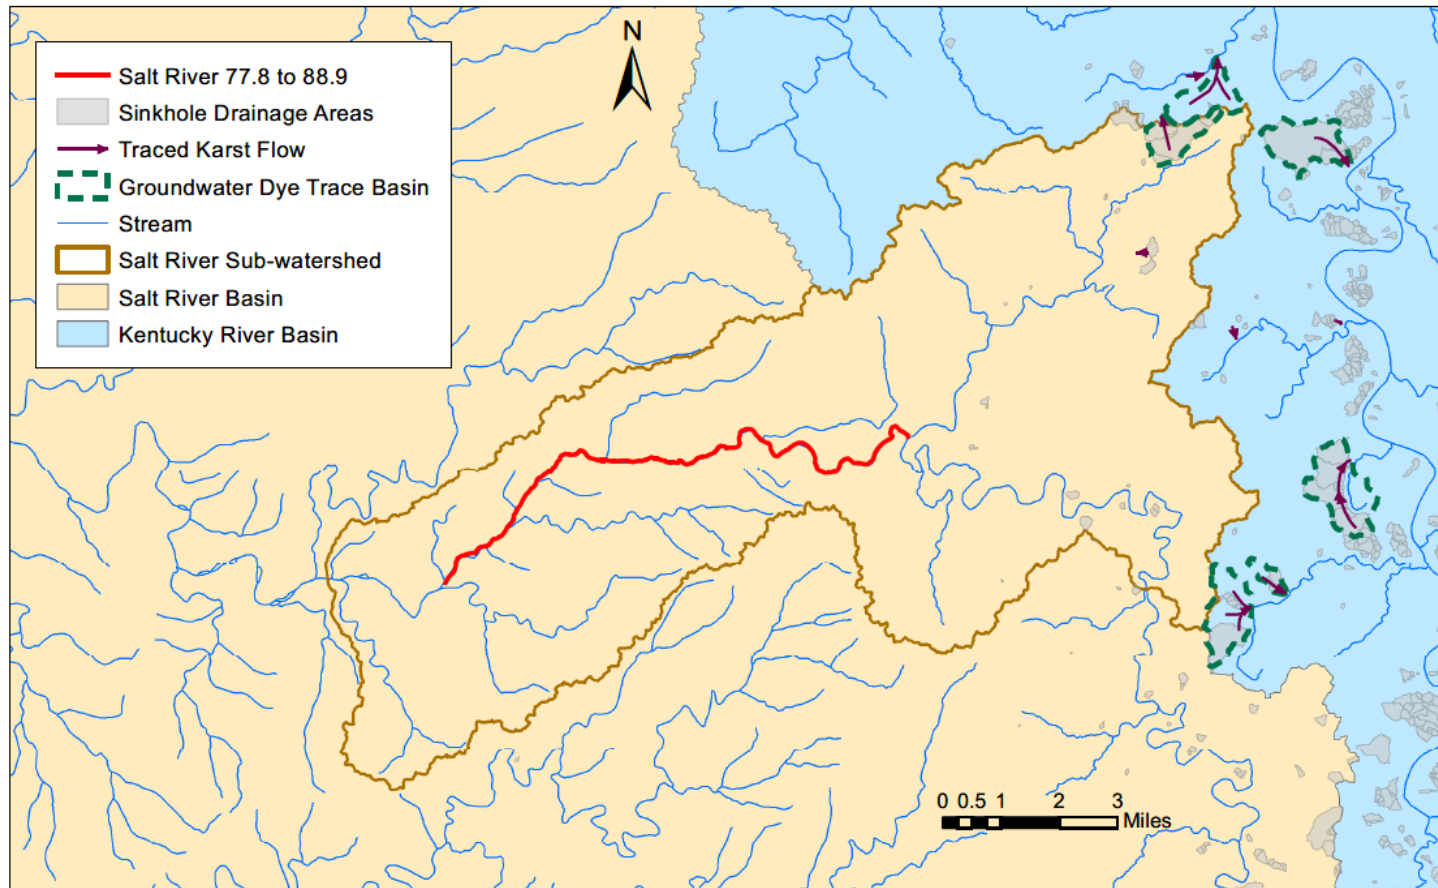 N
Salt River 77.8 to 88.9
Sinkhole Drainage Areas
Traced Karst Flow
Groundwater Dye Trace Basin
Stream
Salt River Sub-watershed
Salt River Basin
Kentucky River Basin
0 0.5 1 2 3
Miles